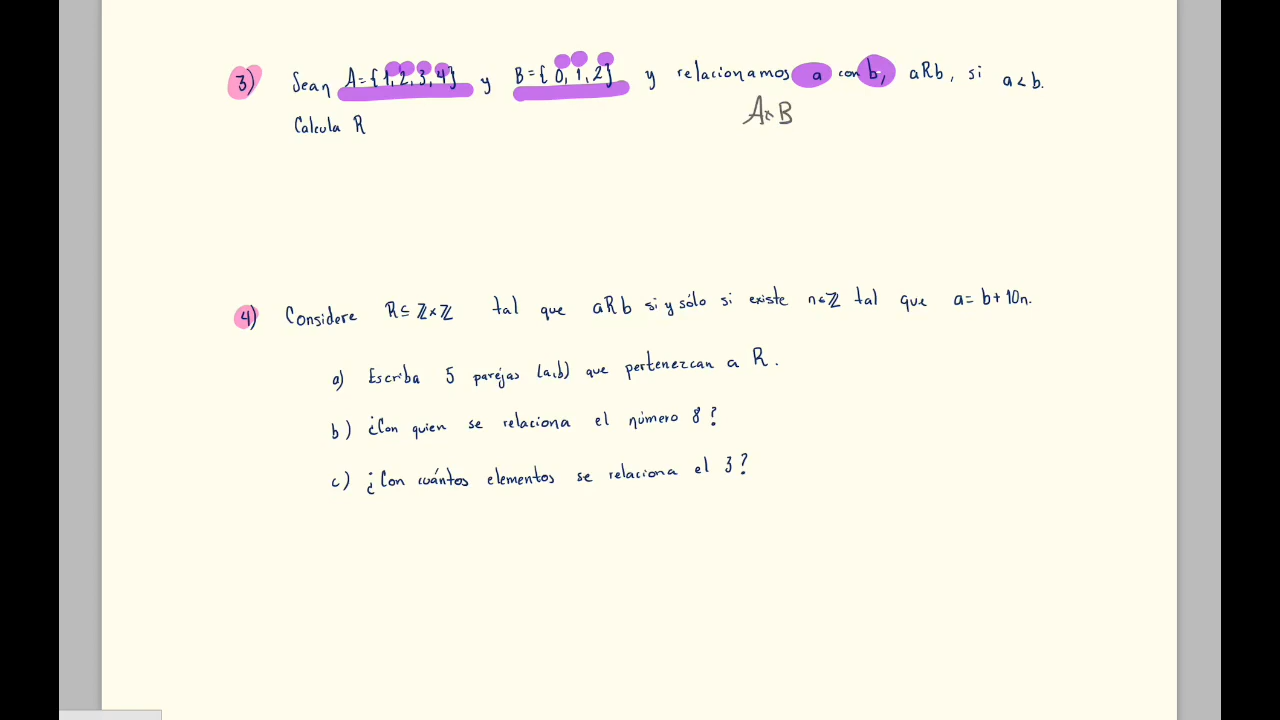 3) Sean A={1,2,3,4} y B={0,1,2} y relacionamos a con b, aRb, si a<b.
A×B
Calcula R
4) Considere R⊆ℤ×ℤ tal que aRb si y sólo si existe n∈ℤ tal que a=b+10n.
a) Escriba 5 parejas (a,b) que pertenezcan a R.
b) ¿Con quien se relaciona el número 8?
c) ¿Con cuántos elementos se relaciona el 3?